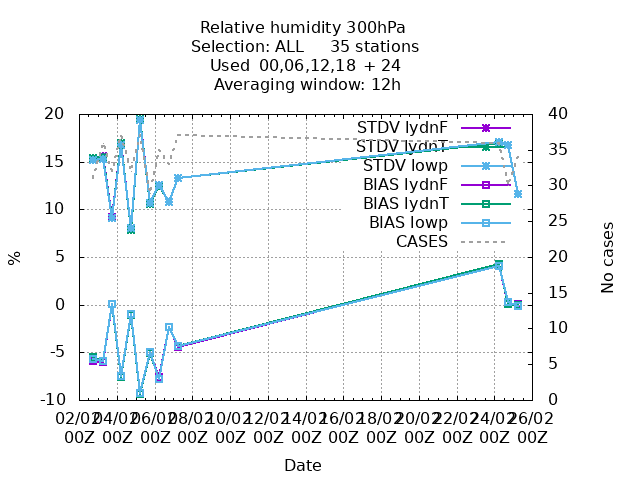 Relative humidity 300hPa
Selection: ALL 35 stations
Used 00,06,12,18 + 24
Averaging window: 12h
20
15
10
5
0
-5
-10
40
35
30
25
20
15
10
5
0
%
No cases
STDV lydnF
STDV lydnT
STDV lowp
BIAS lydnF
BIAS lydnT
BIAS lowp
CASES
02/02 04/02 06/02 08/02 10/02 12/02 14/02 16/02 18/02 20/02 22/02 24/02 26/02
00Z 00Z 00Z 00Z 00Z 00Z 00Z 00Z 00Z 00Z 00Z 00Z 00Z
Date